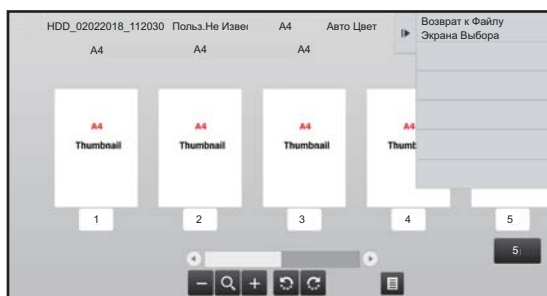 HDD_02022018_112030 Польз.Не Извес A4 Авто Цвет
Возврат к Файлу
Экрана Выбора
A4 A4 A4
A4 A4 A4 A4
Thumbnail Thumbnail Thumbnail Thumb
1 2 3 4 5
5